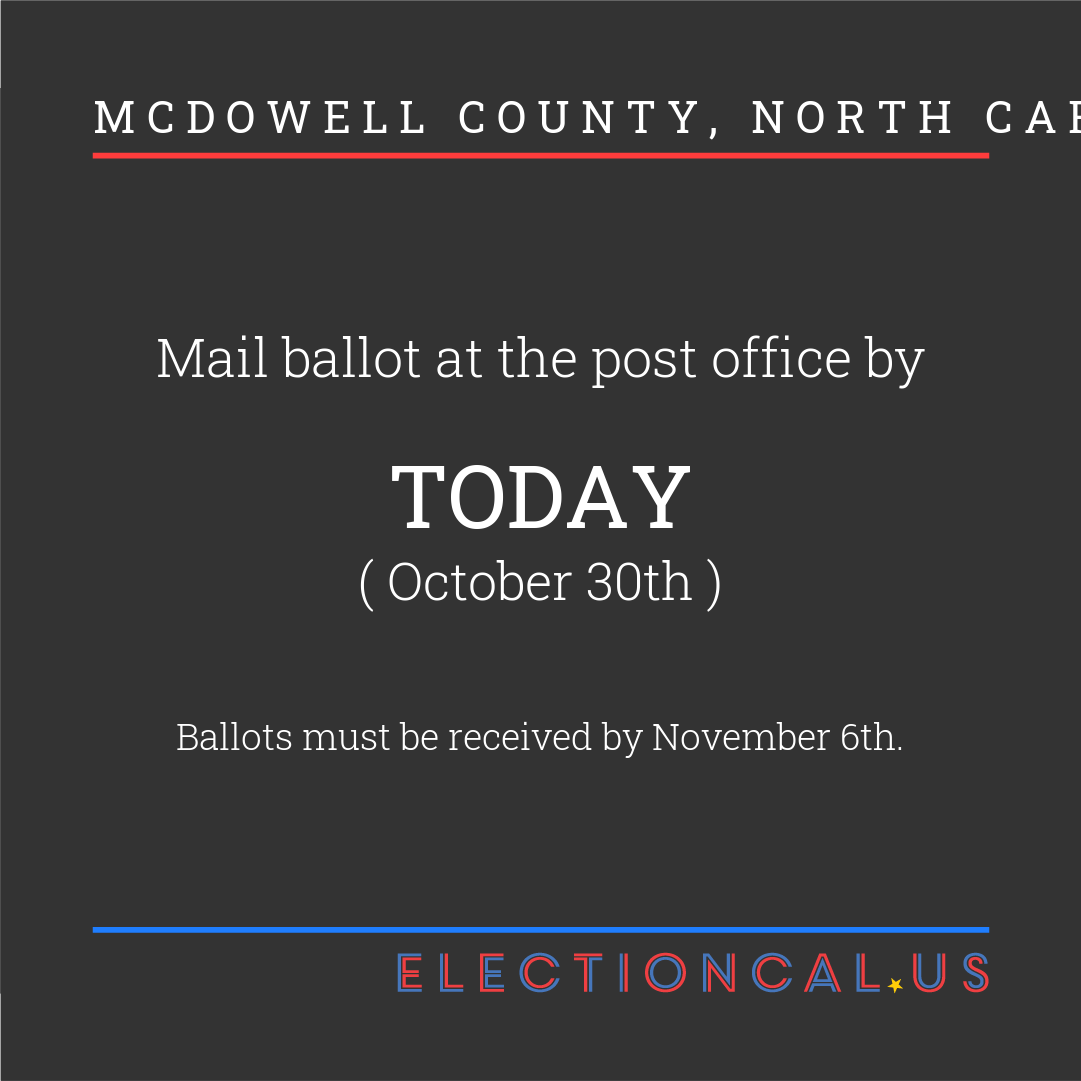 MCDOWELL COUNTY, NORTH
Mail ballot at the post office by
TODAY
( October 30th )
Ballots must be received by November 6th.
ELECTIONCAL.US